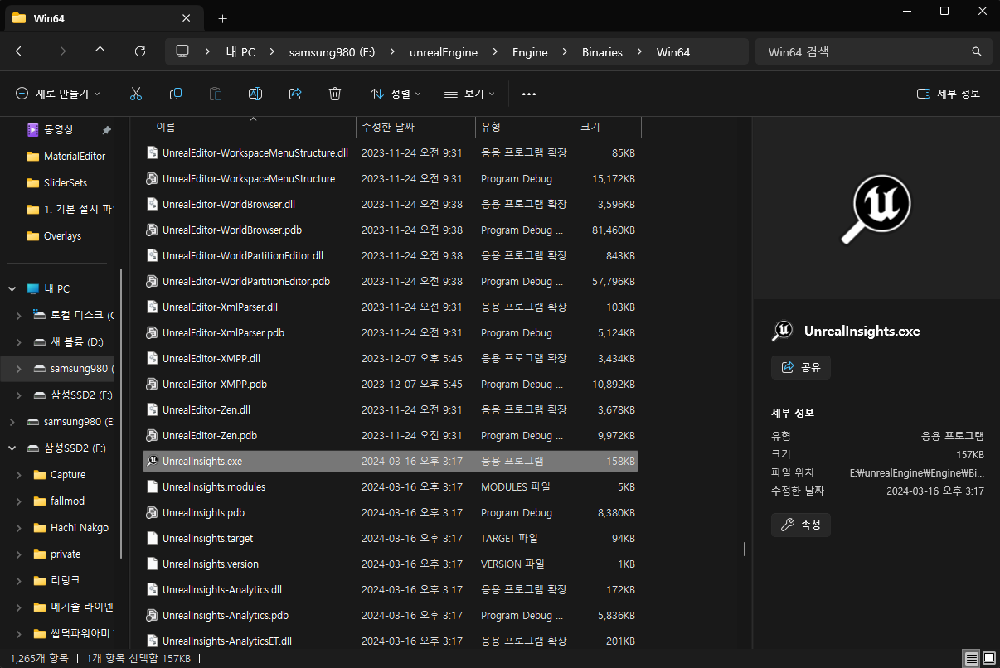 Win64
내 PC > samsung980 (E:) > unrealEngine > Engine > Binaries > Win64
Win64 검색
새로 만들기
정렬
보기
세부 정보
동영상
MaterialEditor
SliderSets
1. 기본 설치 파
Overlays
내 PC
로컬 디스크 (C
새 볼륨 (D:)
samsung980 (
삼성SSD2 (F:)
samsung980 (E
삼성SSD2 (F:)
Capture
fallmod
Hachi Nakgo
private
리링크
메기솔 라이덴
씹덕파워아머.
이름 수정한 날짜 유형 크기
UnrealEditor-WorkspaceMenuStructure.dll 2023-11-24 오전 9:31 응용 프로그램 확장 85KB
UnrealEditor-WorkspaceMenuStructure.... 2023-11-24 오전 9:31 Program Debug ... 15,172KB
UnrealEditor-WorldBrowser.dll 2023-11-24 오전 9:38 응용 프로그램 확장 3,596KB
UnrealEditor-WorldBrowser.pdb 2023-11-24 오전 9:38 Program Debug ... 81,460KB
UnrealEditor-WorldPartitionEditor.dll 2023-11-24 오전 9:38 응용 프로그램 확장 843KB
UnrealEditor-WorldPartitionEditor.pdb 2023-11-24 오전 9:38 Program Debug ... 57,796KB
UnrealEditor-XmlParser.dll 2023-11-24 오전 9:31 응용 프로그램 확장 103KB
UnrealEditor-XmlParser.pdb 2023-11-24 오전 9:31 Program Debug ... 5,124KB
UnrealEditor-XMPP.dll 2023-12-07 오후 5:45 응용 프로그램 확장 3,434KB
UnrealEditor-XMPP.pdb 2023-12-07 오후 5:45 Program Debug ... 10,892KB
UnrealEditor-Zen.dll 2023-11-24 오전 9:31 응용 프로그램 확장 3,678KB
UnrealEditor-Zen.pdb 2023-11-24 오전 9:31 Program Debug ... 9,972KB
UnrealInsights.exe 2024-03-16 오후 3:17 응용 프로그램 158KB
UnrealInsights.modules 2024-03-16 오후 3:17 MODULES 파일 5KB
UnrealInsights.pdb 2024-03-16 오후 3:17 Program Debug ... 8,380KB
UnrealInsights.target 2024-03-16 오후 3:17 TARGET 파일 94KB
UnrealInsights.version 2024-03-16 오후 3:17 VERSION 파일 1KB
UnrealInsights-Analytics.dll 2024-03-16 오후 3:17 응용 프로그램 확장 172KB
UnrealInsights-Analytics.pdb 2024-03-16 오후 3:17 Program Debug ... 5,836KB
UnrealInsights-AnalyticsET.dll 2024-03-16 오후 3:17 응용 프로그램 확장 201KB
UnrealInsights.exe
공유
세부 정보
유형 응용 프로그램
크기 157KB
파일 위치 E:₩unrealEngine₩Engine₩Bi...
수정한 날짜 2024-03-16 오후 3:17
속성
1,265개 항목 | 1개 항목 선택함 157KB |